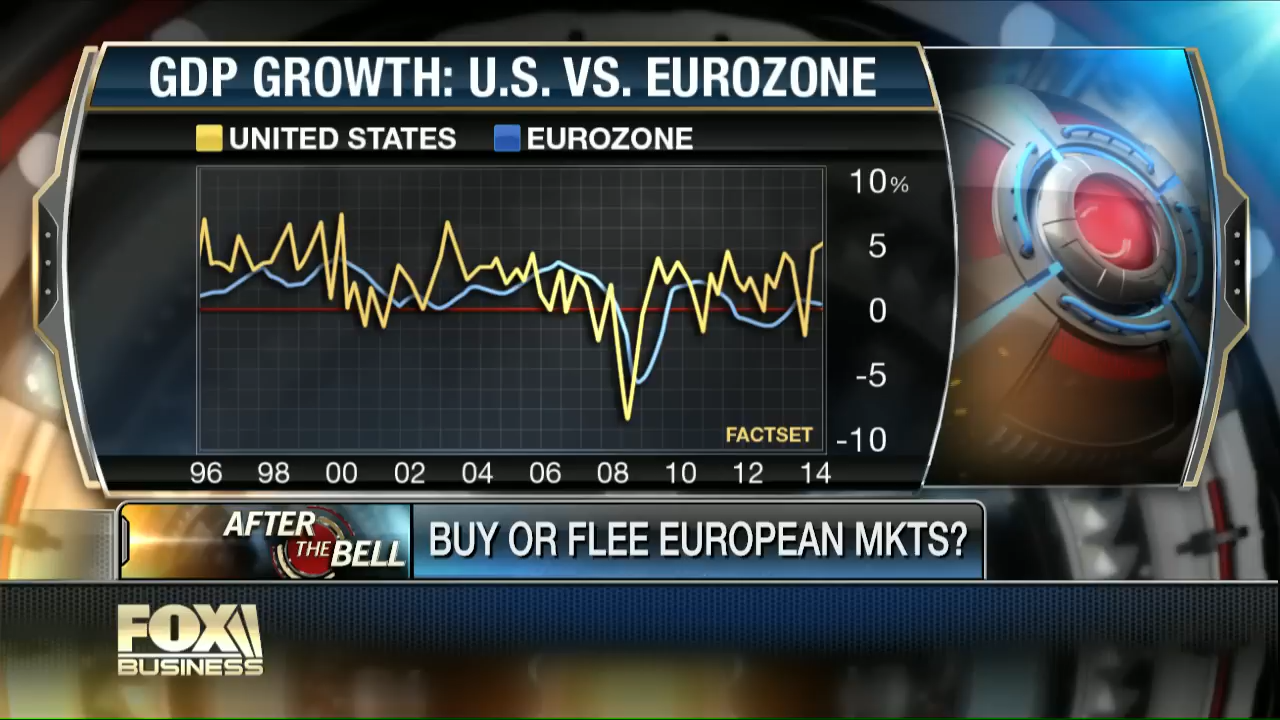 GDP GROWTH: U.S. VS. EUROZONE
UNITED STATES EUROZONE
10%
5
0
-5
-10
FACTSET
96 98 00 02 04 06 08 10 12 14
AFTER THE BELL
BUY OR FLEE EUROPEAN MKTS?
FOX
BUSINESS